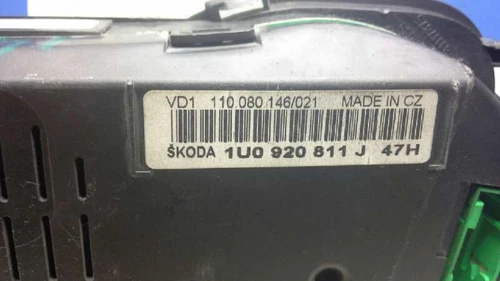 VD1 110.080.146/021 MADE IN CZ
ŠKODA 1U0 920 811 J 47H